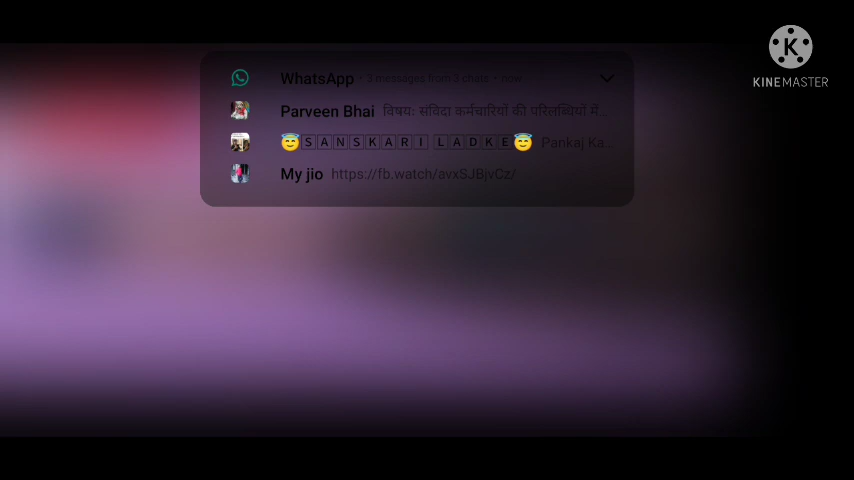 WhatsApp • 3 messages from 3 chats • now
Parveen Bhai विषयः संविदा कर्मचारियों की परिलब्धियों में...
😇🅂🄰🄽🅂🄺🄰🅁🄸 🄻🄰🄳🄺🄴😇 Pankaj Ka...
My jio https://fb.watch/avxSJBjvCz/
K
KINEMASTER